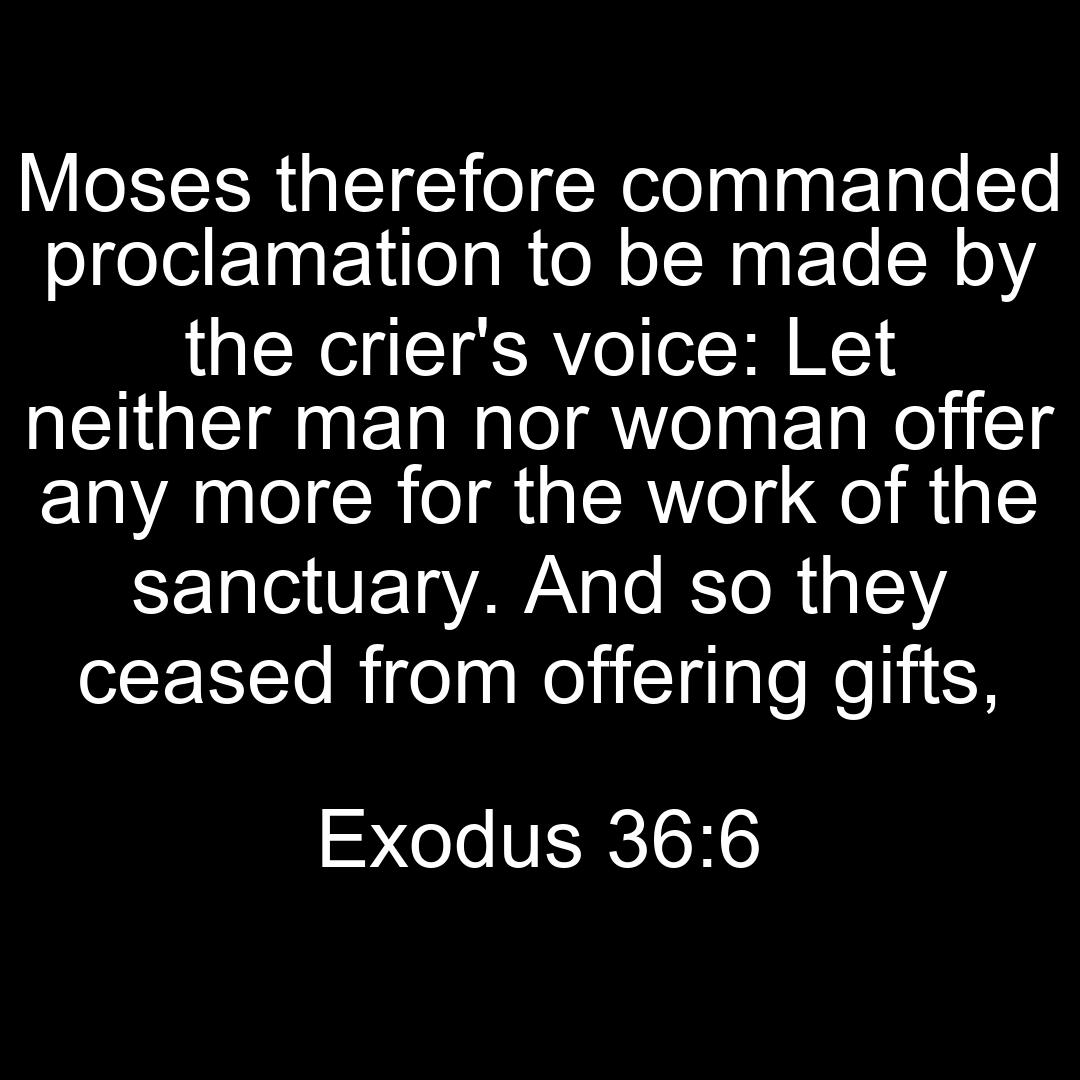 Moses therefore commanded
proclamation to be made by
the crier's voice: Let
neither man nor woman offer
any more for the work of the
sanctuary. And so they
ceased from offering gifts,
Exodus 36:6